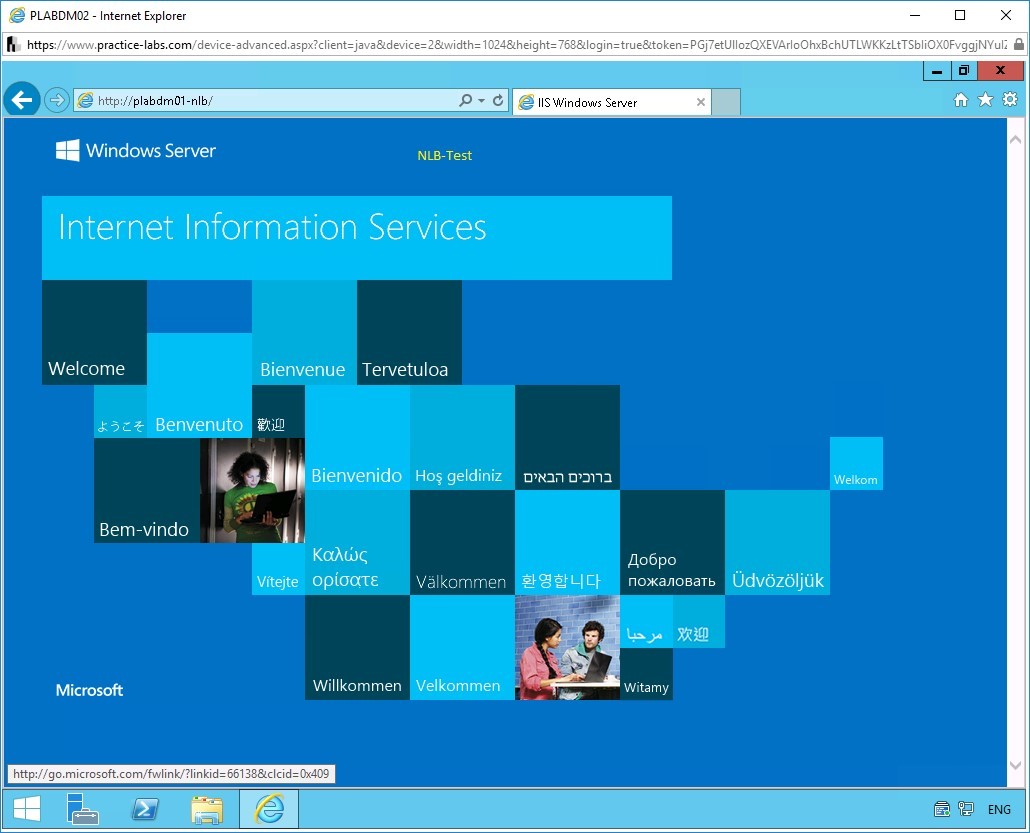 PLABDM02 - Internet Explorer
https://www.practice-labs.com/device-advanced.aspx?client=java&device=2&width=1024&height=768&login=true&token=
http://plabdm01-nlb/
IIS Windows Server
Windows Server
NLB-Test
Internet Information Services
Welcome
Bienvenue
Tervetuloa
ようこそ
Benvenuto
歡迎
Bienvenido
Hoş geldiniz
ברוכים הבאים
Welkom
Bem-vindo
Vítejte
Καλώς
ορίσατε
Välkommen
환영합니다
Добро
пожаловать
Üdvözöljük
مرحبا
欢迎
Willkommen
Velkommen
Witamy
Microsoft
http://go.microsoft.com/fwlink/?linkid=66138&clcid=0x409
ENG